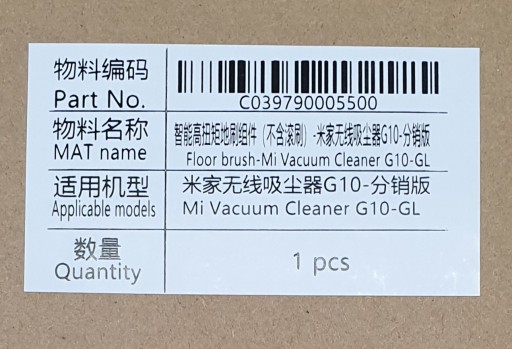 物料编码
Part No.
C039790005500
物料名称
MAT name
智能高扭矩地刷组件（不含滚刷）-米家无线吸尘器G10-分销版
Floor brush-Mi Vacuum Cleaner G10-GL
适用机型
Applicable models
米家无线吸尘器G10-分销版
Mi Vacuum Cleaner G10-GL
数量
Quantity
1 pcs